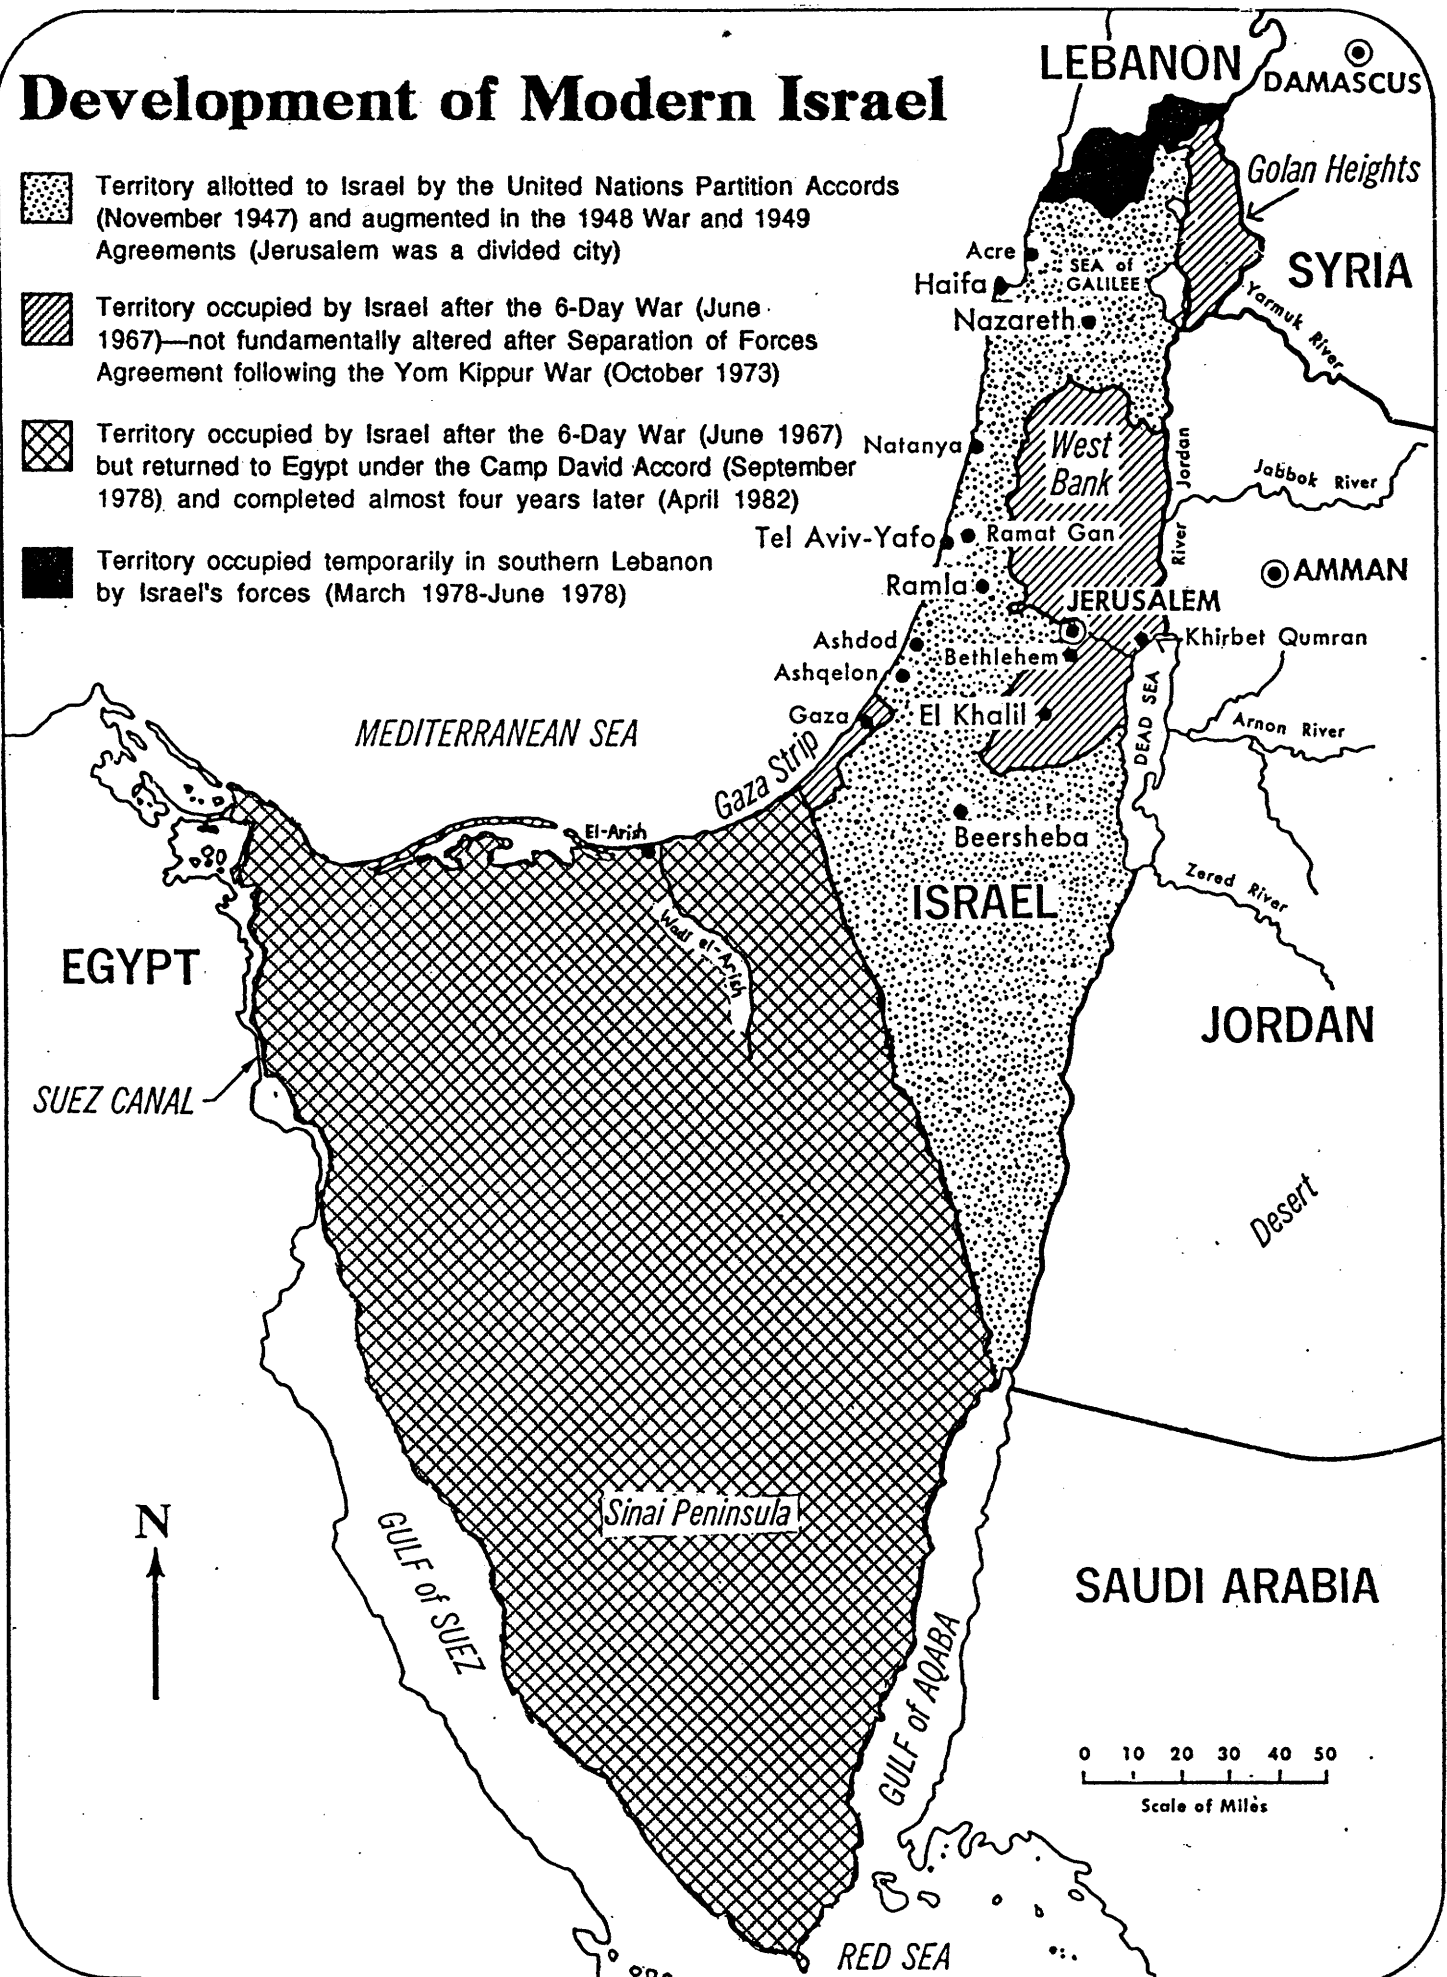 LEBANON
DAMASCUS
Development of Modern Israel
Territory allotted to Israel by the United Nations Partition Accords
(November 1947) and augmented in the 1948 War and 1949
Agreements (Jerusalem was a divided city)
Territory occupied by Israel after the 6-Day War (June
1967)—not fundamentally altered after Separation of Forces
Agreement following the Yom Kippur War (October 1973)
Territory occupied by Israel after the 6-Day War (June 1967)
but returned to Egypt under the Camp David Accord (September
1978) and completed almost four years later (April 1982)
Territory occupied temporarily in southern Lebanon
by Israel's forces (March 1978-June 1978)
Golan Heights
Acre
SEA of
GALILEE
SYRIA
Haifa
Nazareth
Yarmuk River
Natanya
West
Bank
Jordan
River
Jabbok River
Tel Aviv-Yafo
Ramat Gan
AMMAN
Ramla
JERUSALEM
Ashdod
Khirbet Qumran
Bethlehem
Ashqelon
DEAD SEA
Gaza
El Khalil
Arnon River
MEDITERRANEAN SEA
Gaza Strip
El-Arish
Beersheba
Zered River
ISRAEL
Wadi el-Arish
EGYPT
JORDAN
SUEZ CANAL
Desert
Sinai Peninsula
N
GULF of SUEZ
SAUDI ARABIA
GULF of AQABA
0 10 20 30 40 50
Scale of Miles
RED SEA